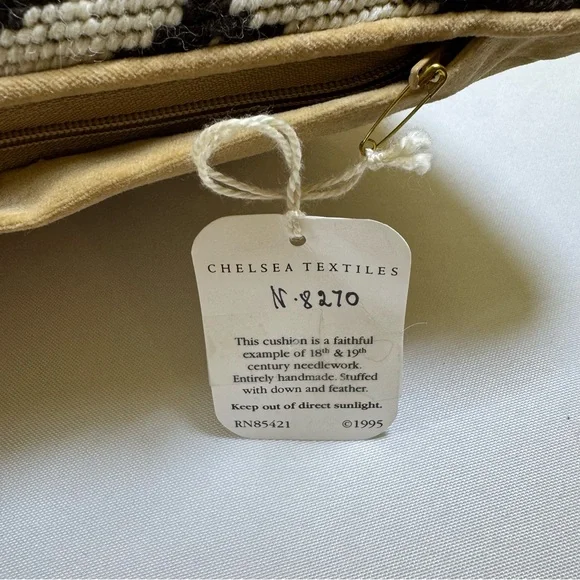 CHELSEA TEXTILES
N.8270
This cushion is a faithful
example of 18th & 19th
century needlework.
Entirely handmade. Stuffed
with down and feather.
Keep out of direct sunlight.
RN85421 ©1995